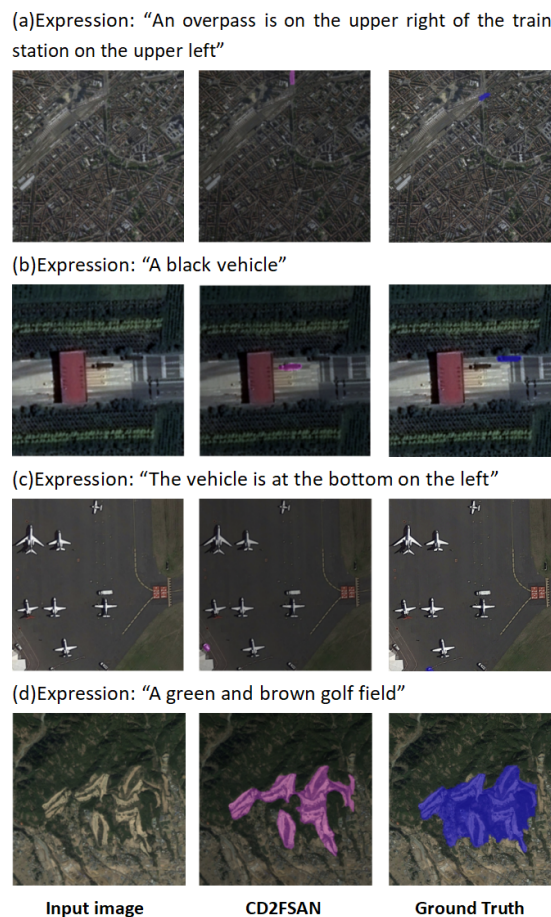 (a)Expression: “An overpass is on the upper right of the train
station on the upper left”
(b)Expression: “A black vehicle”
(c)Expression: “The vehicle is at the bottom on the left”
(d)Expression: “A green and brown golf field”
Input image CD2FSAN Ground Truth